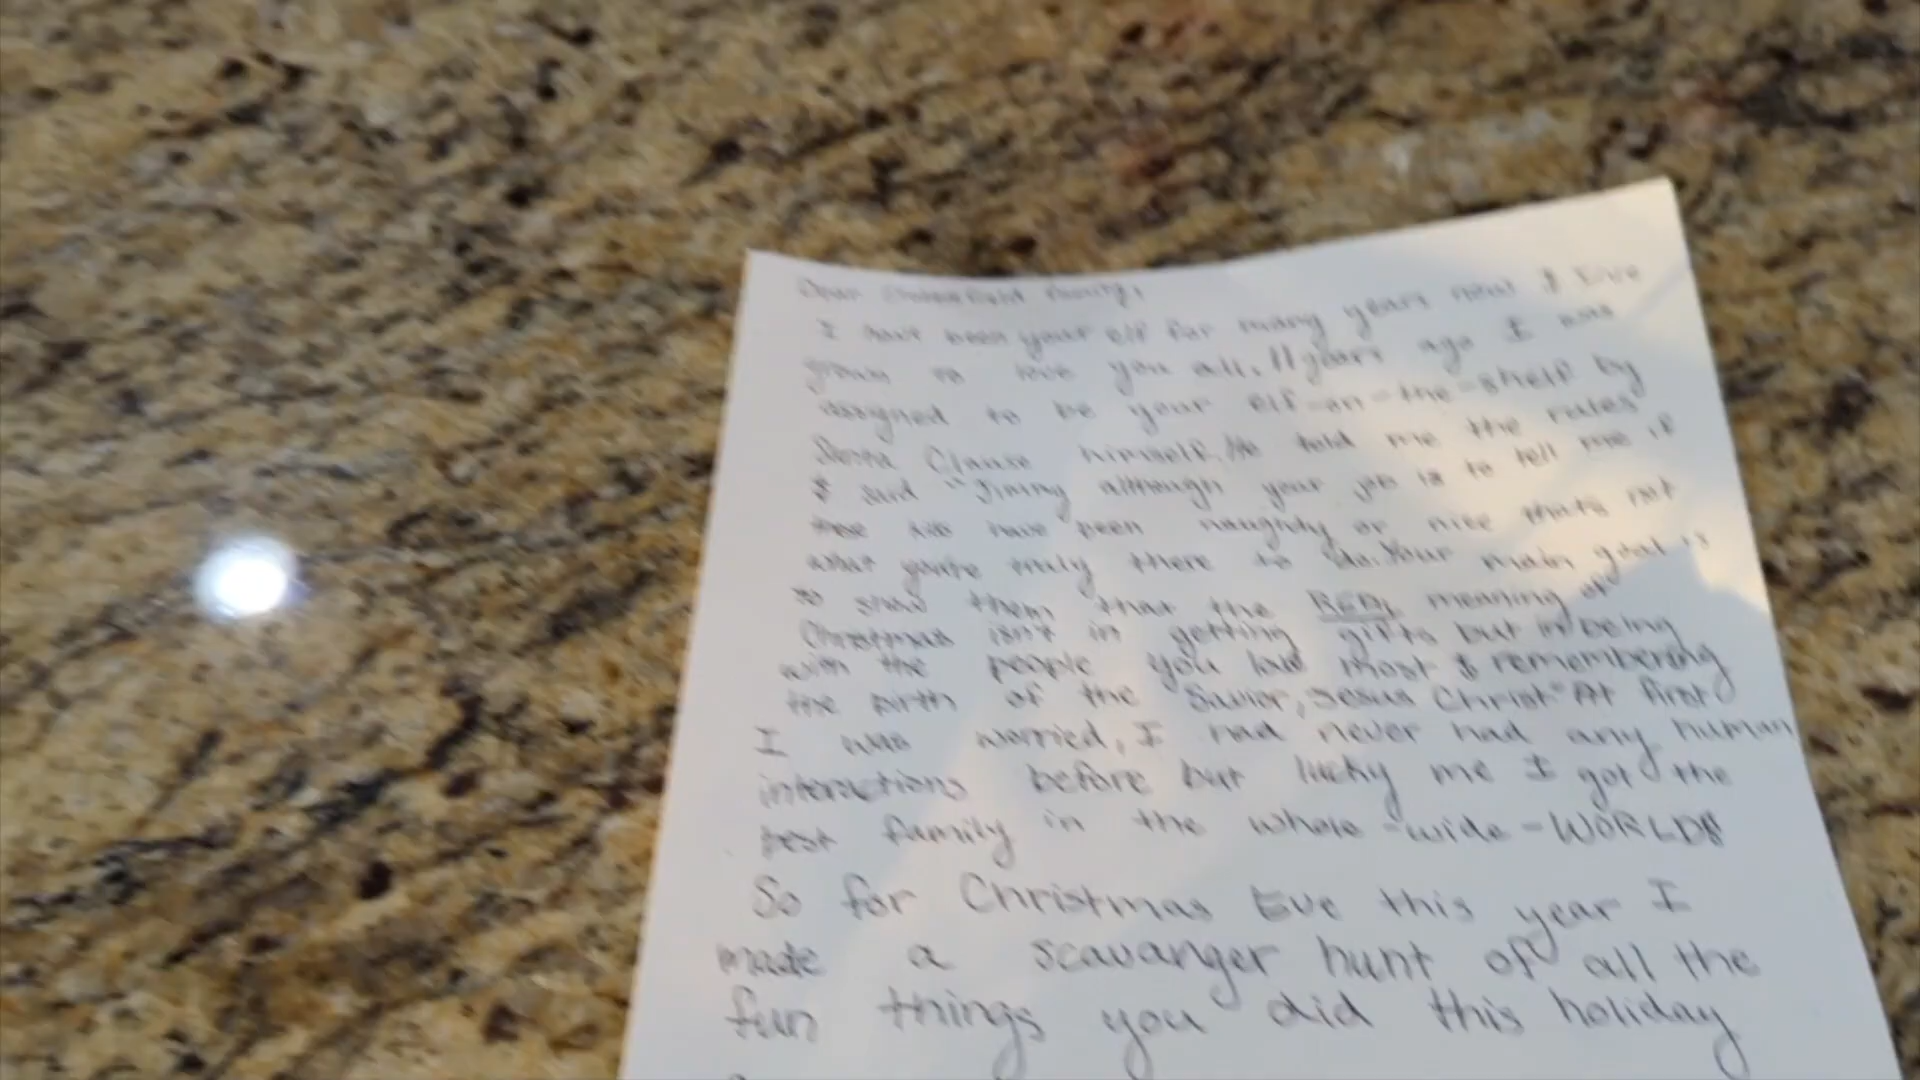 Dear family,
I have been your elf for many years now & I've
grown to love you all. 11 years ago I was
assigned to be your elf-on-the-shelf by
Santa Clause himself. He told me the rules
& said "Jimmy although your job is to tell me if
these kids have been naughty or nice that's not
what you're truly there to do. Your main goal is
to show them that the REAL meaning of
Christmas isn't in getting gifts but in being
with the people you love most & remembering
the birth of the Savior, Jesus Christ" At first
I was worried, I had never had any human
interactions before but lucky me I got the
best family in the whole-wide-WORLD!
So for Christmas Eve this year I
made a scavanger hunt of all the
fun things you did this holiday